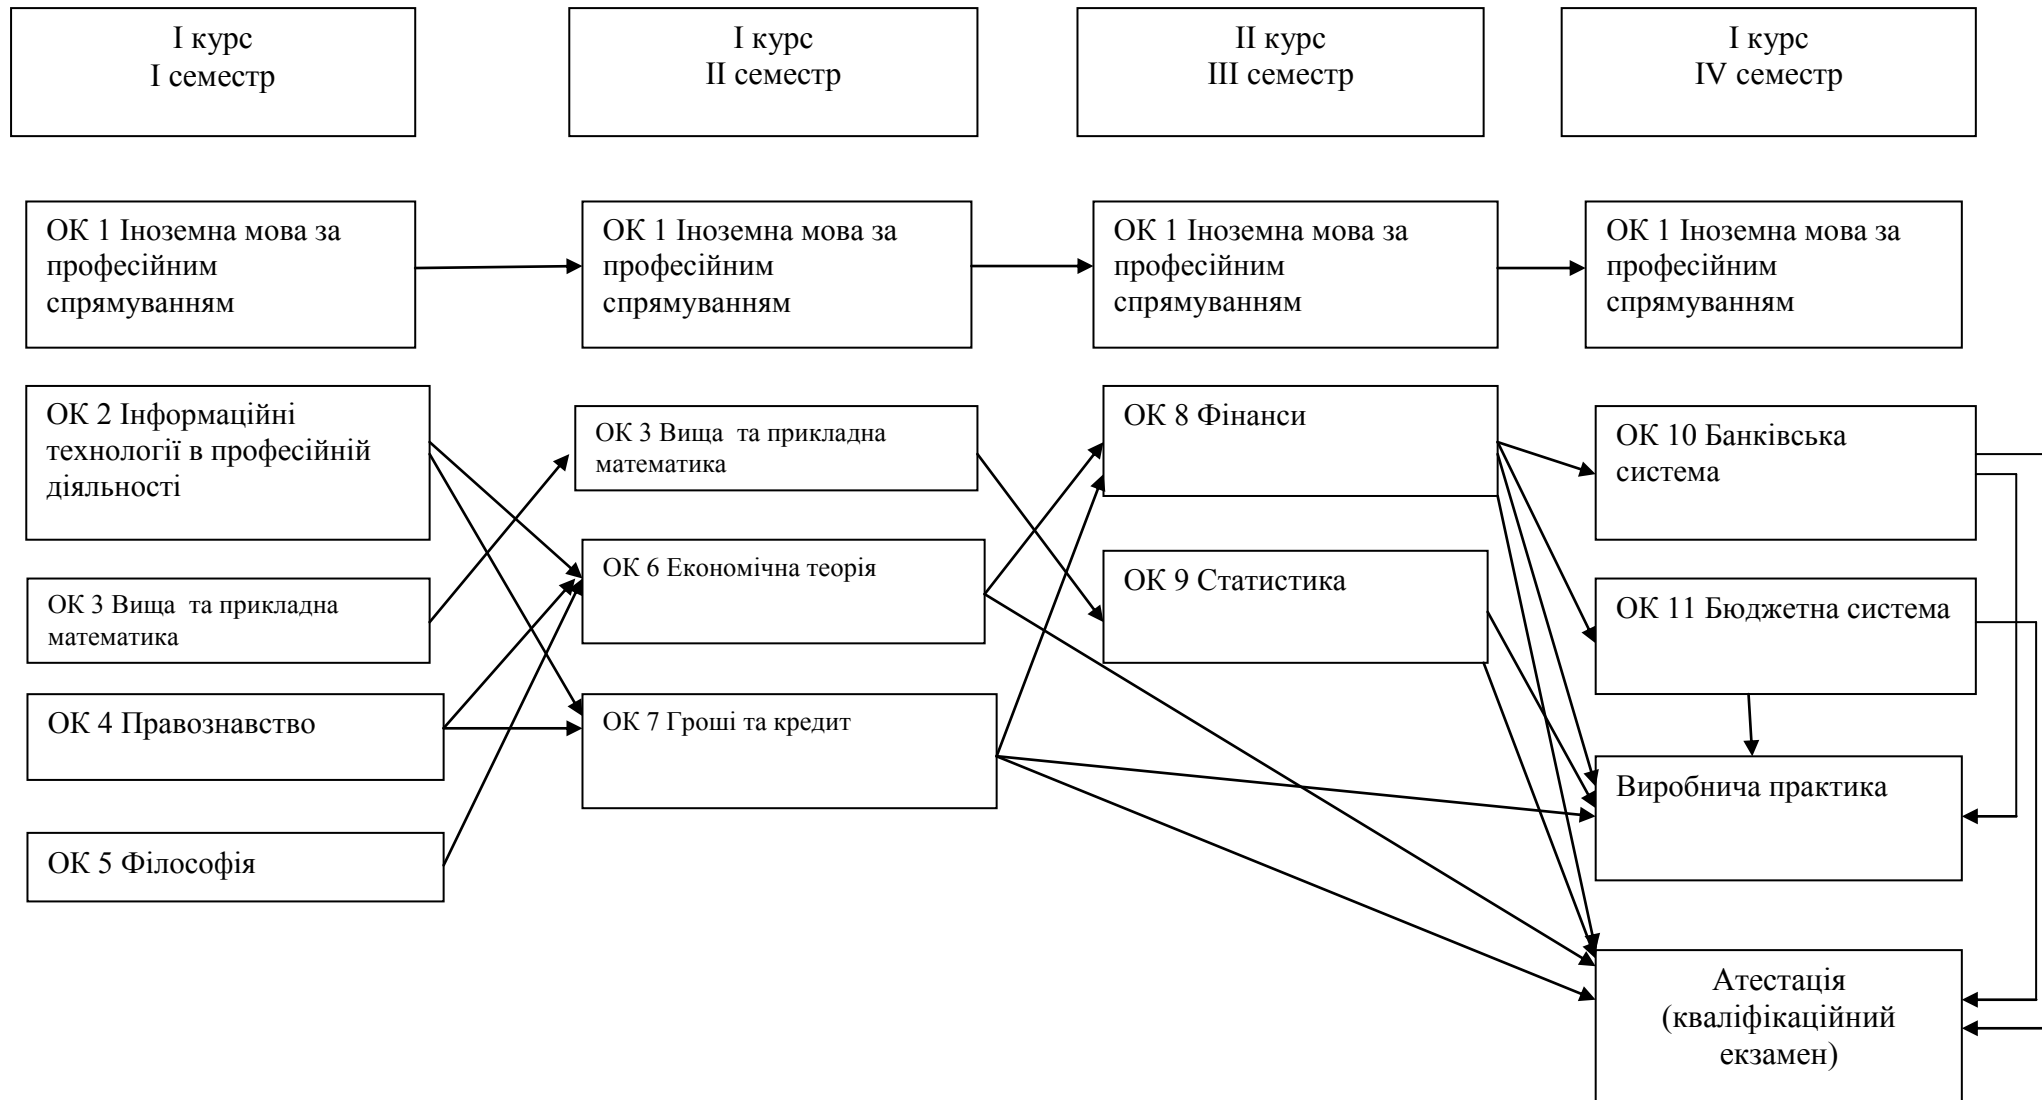 І курс
І семестр
І курс
ІІ семестр
ІІ курс
ІІІ семестр
І курс
IV семестр
ОК 1 Іноземна мова за
професійним
спрямуванням
ОК 1 Іноземна мова за
професійним
спрямуванням
ОК 1 Іноземна мова за
професійним
спрямуванням
ОК 1 Іноземна мова за
професійним
спрямуванням
ОК 2 Інформаційні
технології в професійній
діяльності
ОК 3 Вища та прикладна
математика
ОК 4 Правознавство
ОК 5 Філософія
ОК 3 Вища та прикладна
математика
ОК 6 Економічна теорія
ОК 7 Гроші та кредит
ОК 8 Фінанси
ОК 9 Статистика
ОК 10 Банківська
система
ОК 11 Бюджетна система
Виробнича практика
Атестація
(кваліфікаційний
екзамен)